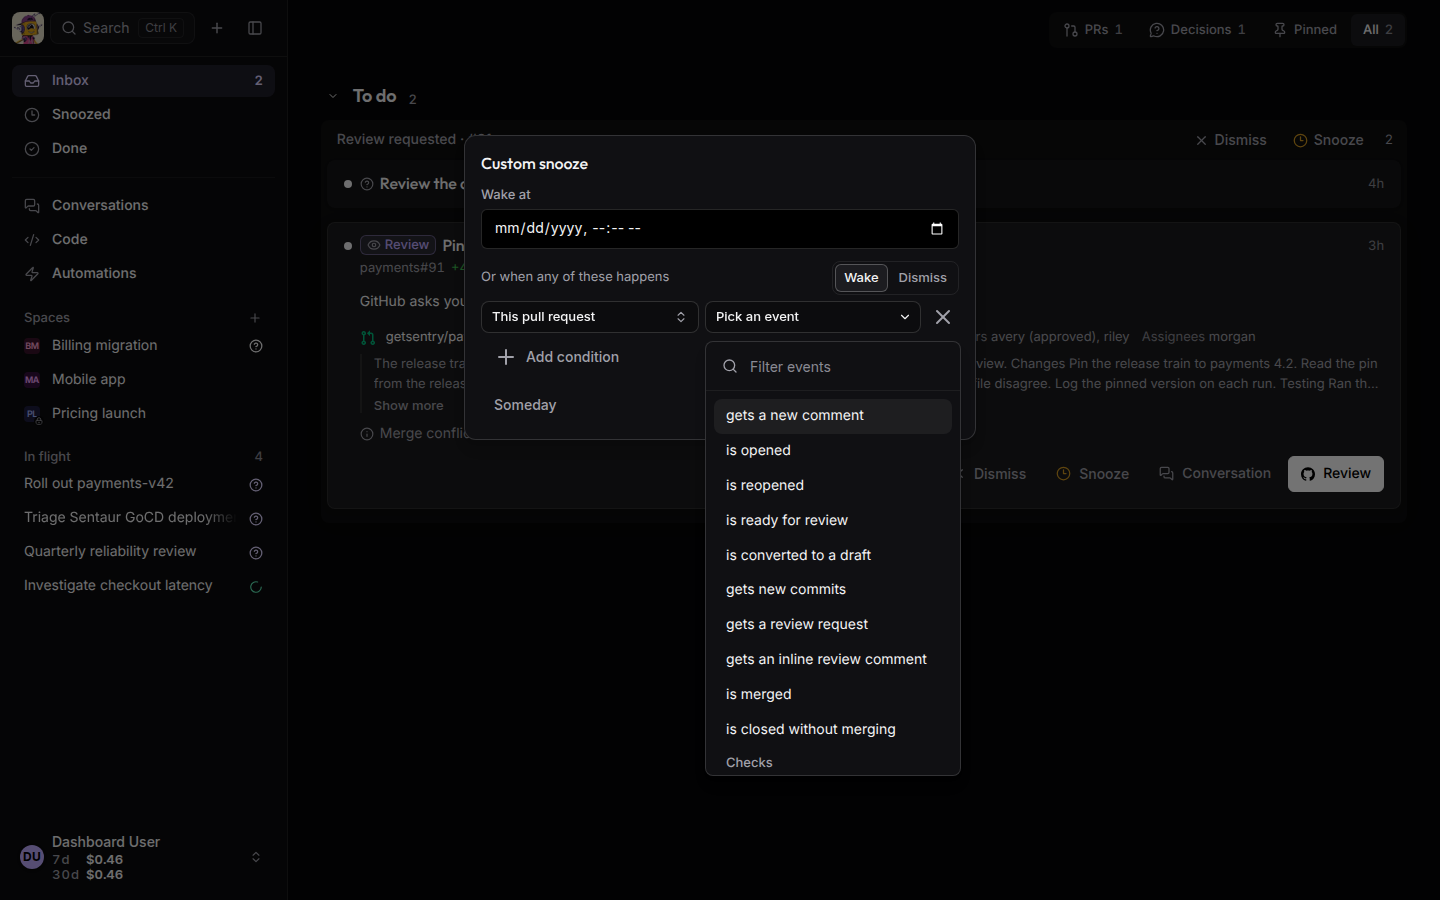 Search Ctrl K
PRs 1
Decisions 1
Pinned
All 2
Inbox 2
Snoozed
Done
Conversations
Code
Automations
Spaces
BM Billing migration
MA Mobile app
PL Pricing launch
In flight 4
Roll out payments-v42
Triage Sentaur GoCD deployme
Quarterly reliability review
Investigate checkout latency
DU Dashboard User
7d $0.46
30d $0.46
To do 2
Review requested ·
Dismiss
Snooze 2
Review the
4h
Review Pin
3h
payments#91
GitHub asks you
getsentry/pa
avery (approved), riley Assignees morgan
The release tra
view. Changes Pin the release train to payments 4.2. Read the pin
from the releas
file disagree. Log the pinned version on each run. Testing Ran th...
Show more
Merge conflic
Dismiss
Snooze
Conversation
Review
Custom snooze
Wake at
mm/dd/yyyy, --:-- --
Or when any of these happens
Wake Dismiss
This pull request
Pick an event
Add condition
Someday
Filter events
gets a new comment
is opened
is reopened
is ready for review
is converted to a draft
gets new commits
gets a review request
gets an inline review comment
is merged
is closed without merging
Checks